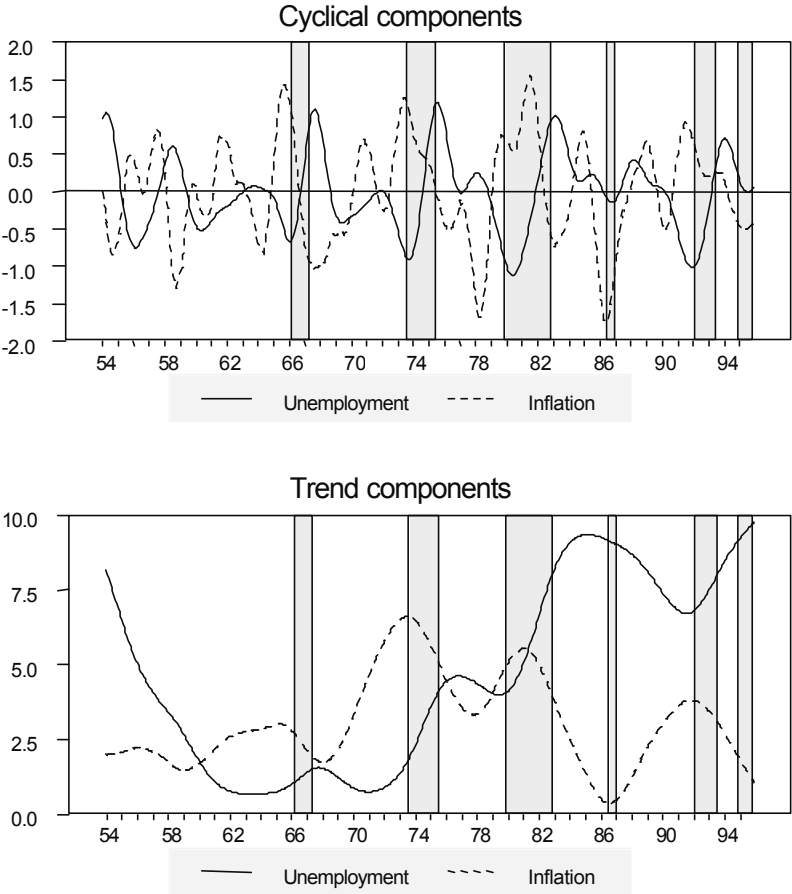 Cyclical components
2.0
1.5
1.0
0.5
0.0
-0.5
-1.0
-1.5
-2.0
54 58 62 66 70 74 78 82 86 90 94
Unemployment Inflation
Trend components
10.0
7.5
5.0
2.5
0.0
54 58 62 66 70 74 78 82 86 90 94
Unemployment Inflation